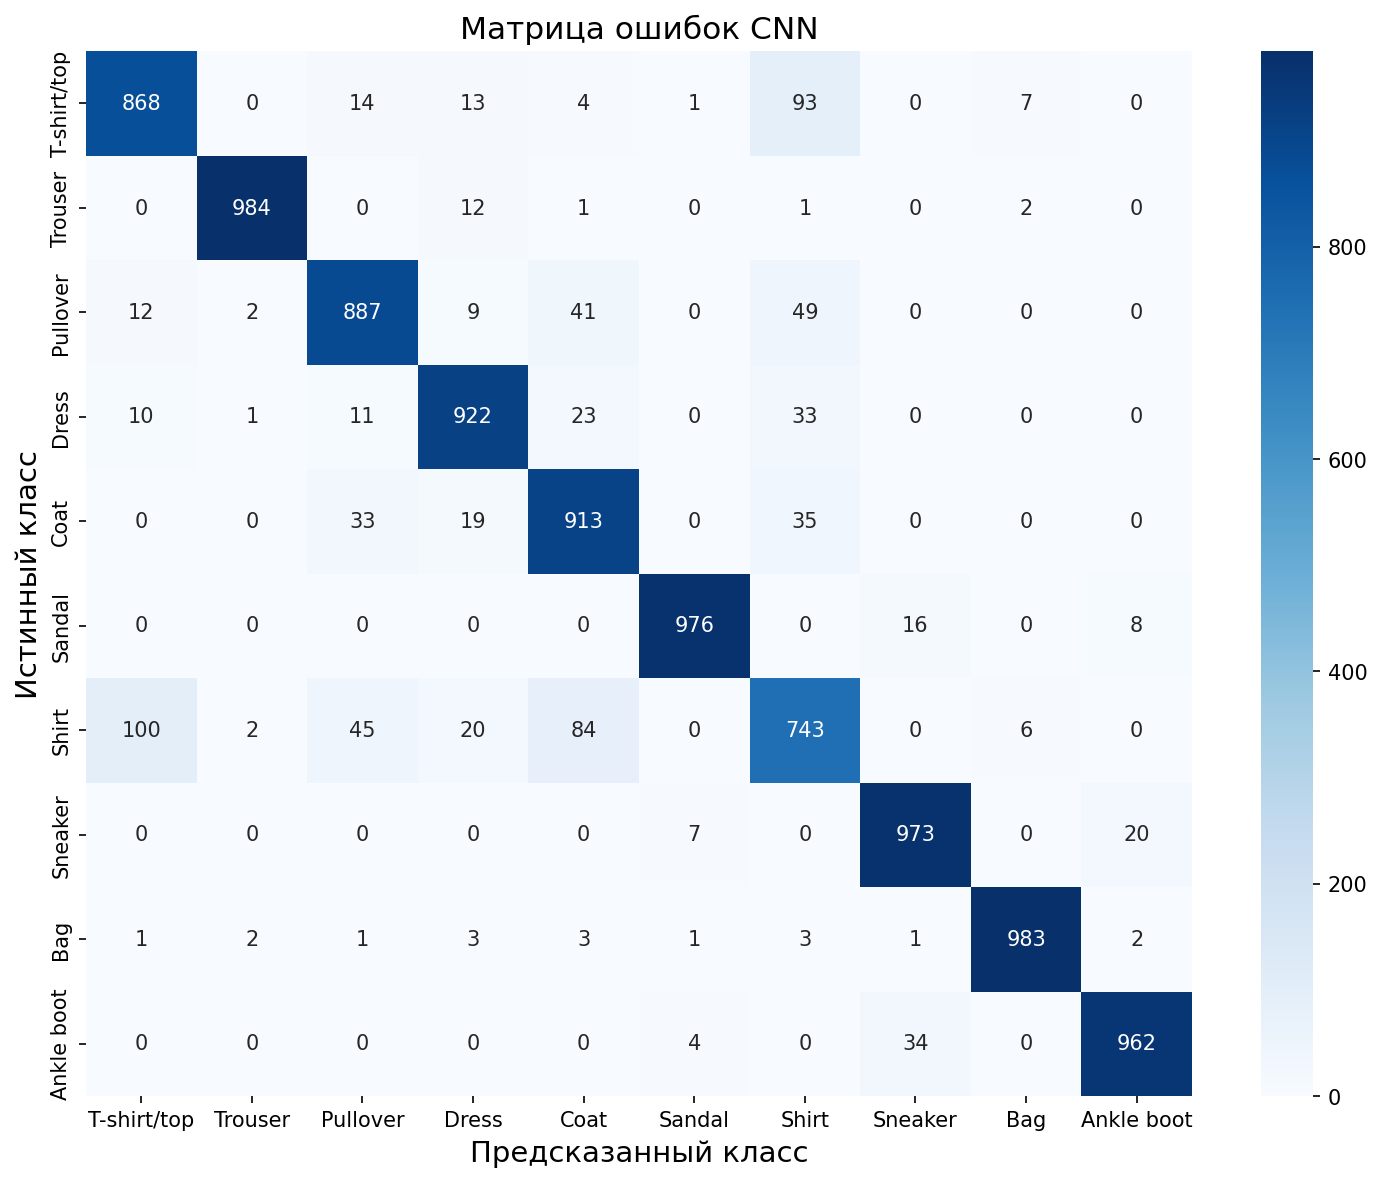 Матрица ошибок CNN
T-shirt/top 868 0 14 13 4 1 93 0 7 0
Trouser 0 984 0 12 1 0 1 0 2 0
Pullover 12 2 887 9 41 0 49 0 0 0
Dress 10 1 11 922 23 0 33 0 0 0
Coat 0 0 33 19 913 0 35 0 0 0
Sandal 0 0 0 0 0 976 0 16 0 8
Shirt 100 2 45 20 84 0 743 0 6 0
Sneaker 0 0 0 0 0 7 0 973 0 20
Bag 1 2 1 3 3 1 3 1 983 2
Ankle boot 0 0 0 0 0 4 0 34 0 962
T-shirt/top Trouser Pullover Dress Coat Sandal Shirt Sneaker Bag Ankle boot
Предсказанный класс
Истинный класс
800
600
400
200
0